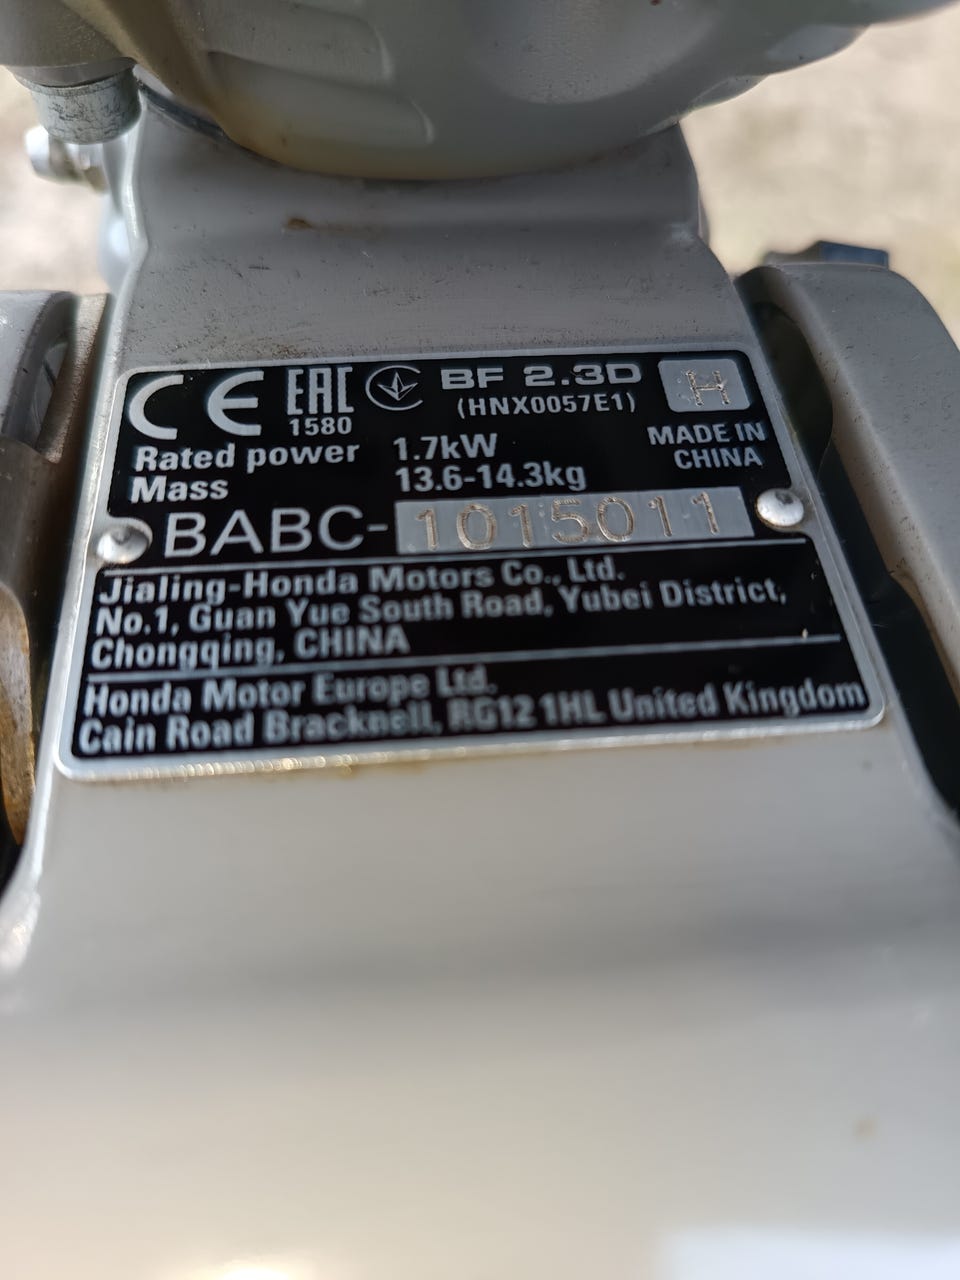 CE EAC BF 2.3D H
1580 (HNX0057E1)
Rated power 1.7kW MADE IN
Mass 13.6-14.3kg CHINA
BABC-1015011
Jialing-Honda Motors Co., Ltd.
No.1, Guan Yue South Road, Yubei District,
Chongqing, CHINA
Honda Motor Europe Ltd.
Cain Road Bracknell, RG12 1HL United Kingdom